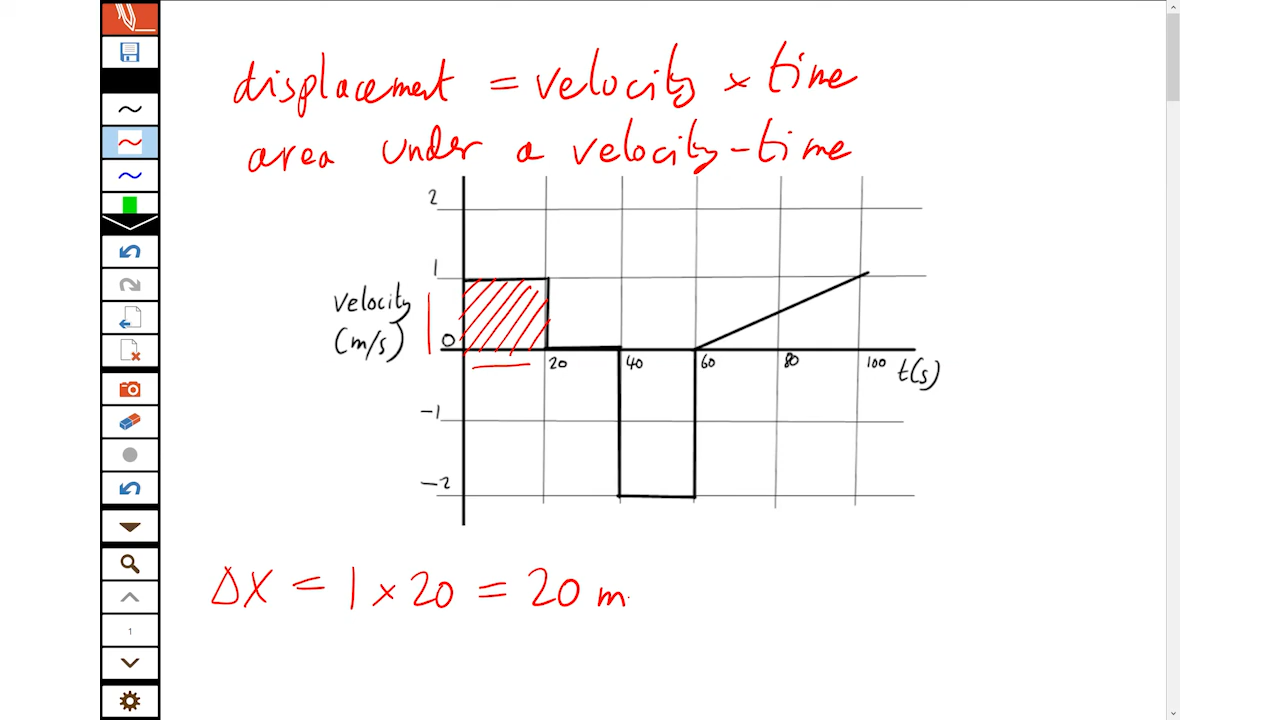 displacement = velocity × time
area under a velocity-time
2
1
velocity
(m/s)
0
20 40 60 80 100 t(s)
-1
-2
ΔX = 1 × 20 = 20 m
1